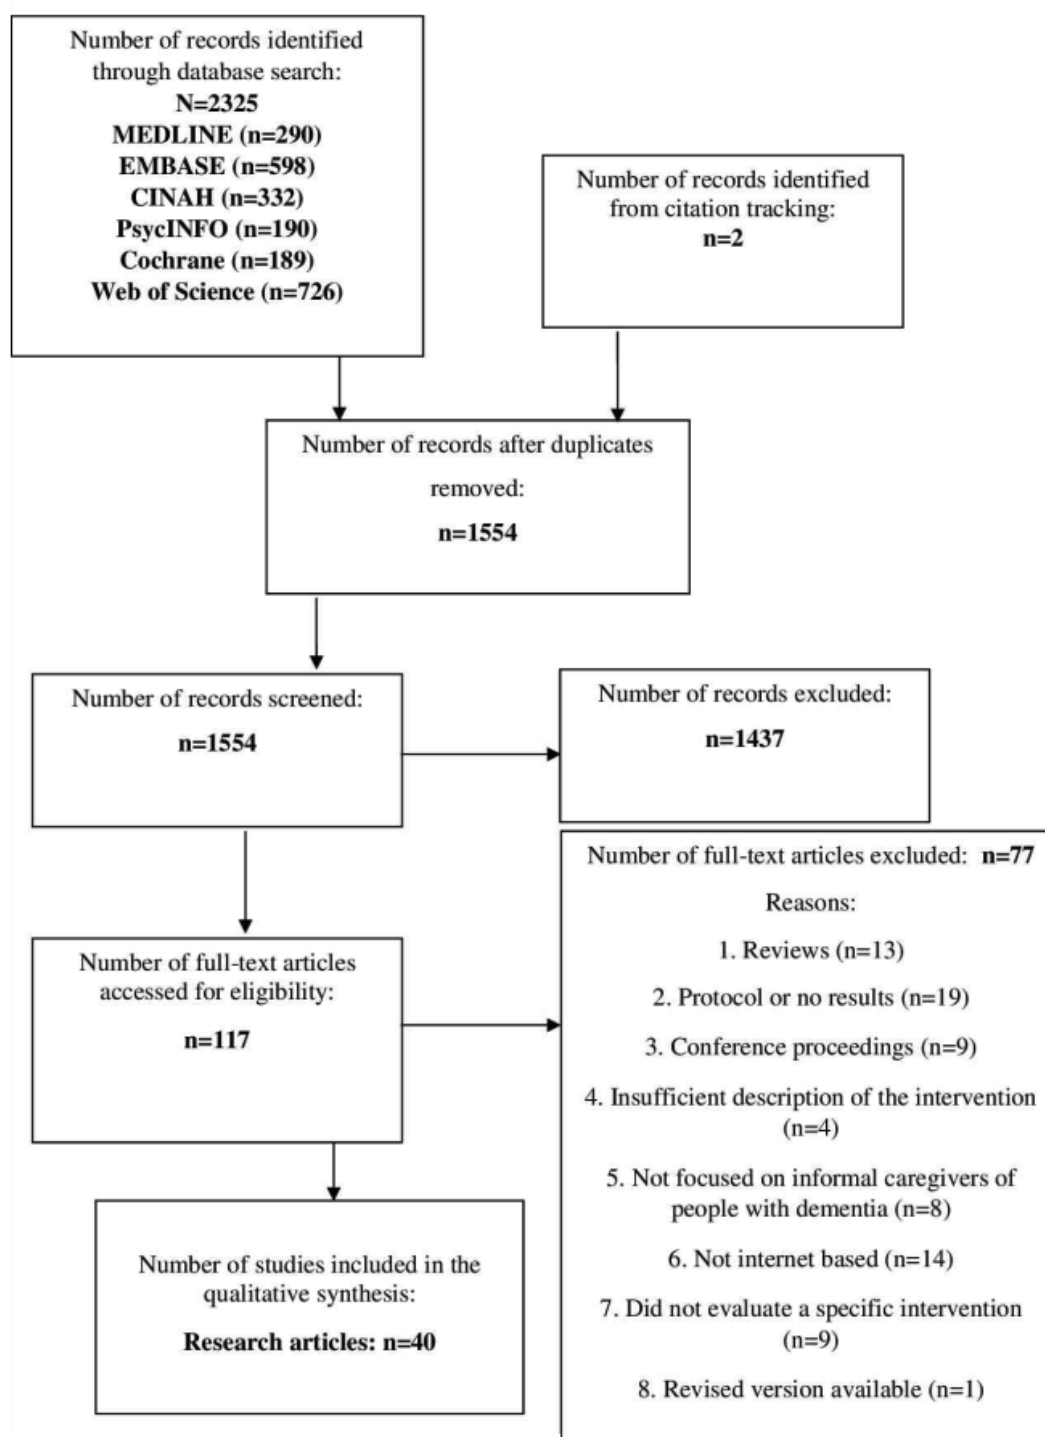 Number of records identified
through database search:
N=2325
MEDLINE (n=290)
EMBASE (n=598)
CINAH (n=332)
PsycINFO (n=190)
Cochrane (n=189)
Web of Science (n=726)
Number of records identified
from citation tracking:
n=2
Number of records after duplicates
removed:
n=1554
Number of records screened:
n=1554
Number of records excluded:
n=1437
Number of full-text articles
accessed for eligibility:
n=117
Number of full-text articles excluded: n=77
Reasons:
1. Reviews (n=13)
2. Protocol or no results (n=19)
3. Conference proceedings (n=9)
4. Insufficient description of the intervention
(n=4)
5. Not focused on informal caregivers of
people with dementia (n=8)
6. Not internet based (n=14)
7. Did not evaluate a specific intervention
(n=9)
8. Revised version available (n=1)
Number of studies included in the
qualitative synthesis:
Research articles: n=40